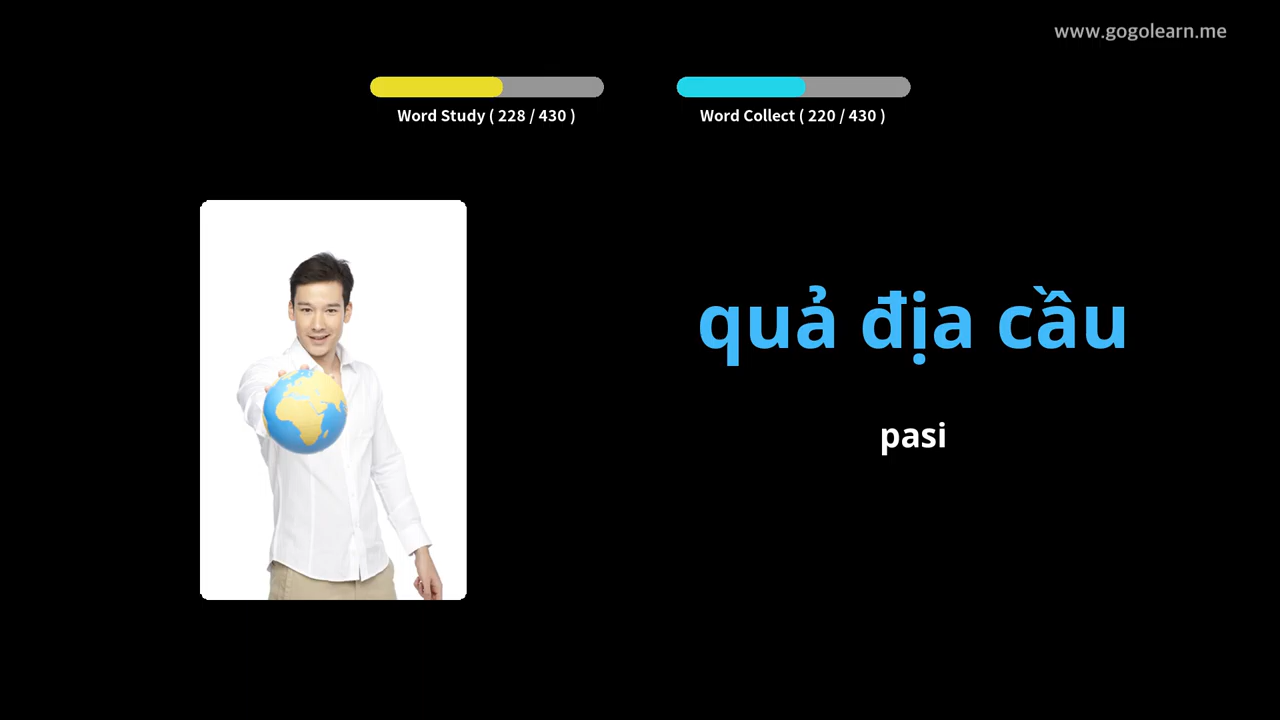 www.gogolearn.me
Word Study ( 228 / 430 )
Word Collect ( 220 / 430 )
quả địa cầu
pasi